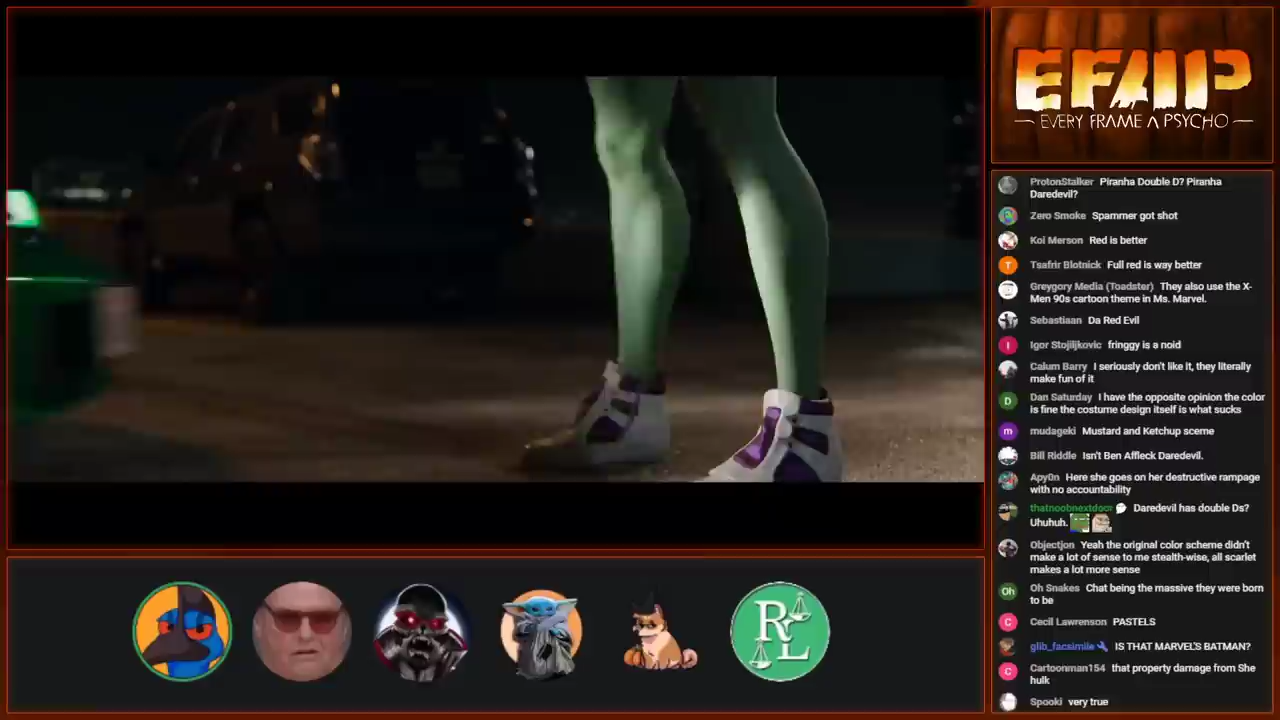 EFAP
EVERY FRAME A PSYCHO
ProtonStalker Piranha Double D? Piranha
Daredevil?
Zero Smoke Spammer got shot
Koi Merson Red is better
T
Tsafrir Blotnick Full red is way better
Greygory Media (Toadster) They also use the X-
Men 90s cartoon theme in Ms. Marvel.
Sebastiaan Da Red Evil
I
Igor Stojiljkovic fringgy is a noid
Calum Barry I seriously don't like it, they literally
make fun of it
D
Dan Saturday I have the opposite opinion the color
is fine the costume design itself is what sucks
m
mudageki Mustard and Ketchup sceme
Bill Riddle Isn't Ben Affleck Daredevil.
Apy0n Here she goes on her destructive rampage
with no accountability
thatnoobnextdoor Daredevil has double Ds?
Uhuhuh.
Objectjon Yeah the original color scheme didn't
make a lot of sense to me stealth-wise, all scarlet
makes a lot more sense
Oh
Oh Snakes Chat being the massive they were born
to be
C
Cecil Lawrenson PASTELS
glib_facsimile IS THAT MARVEL'S BATMAN?
C
Cartoonman154 that property damage from She
hulk
Spooki very true
RL